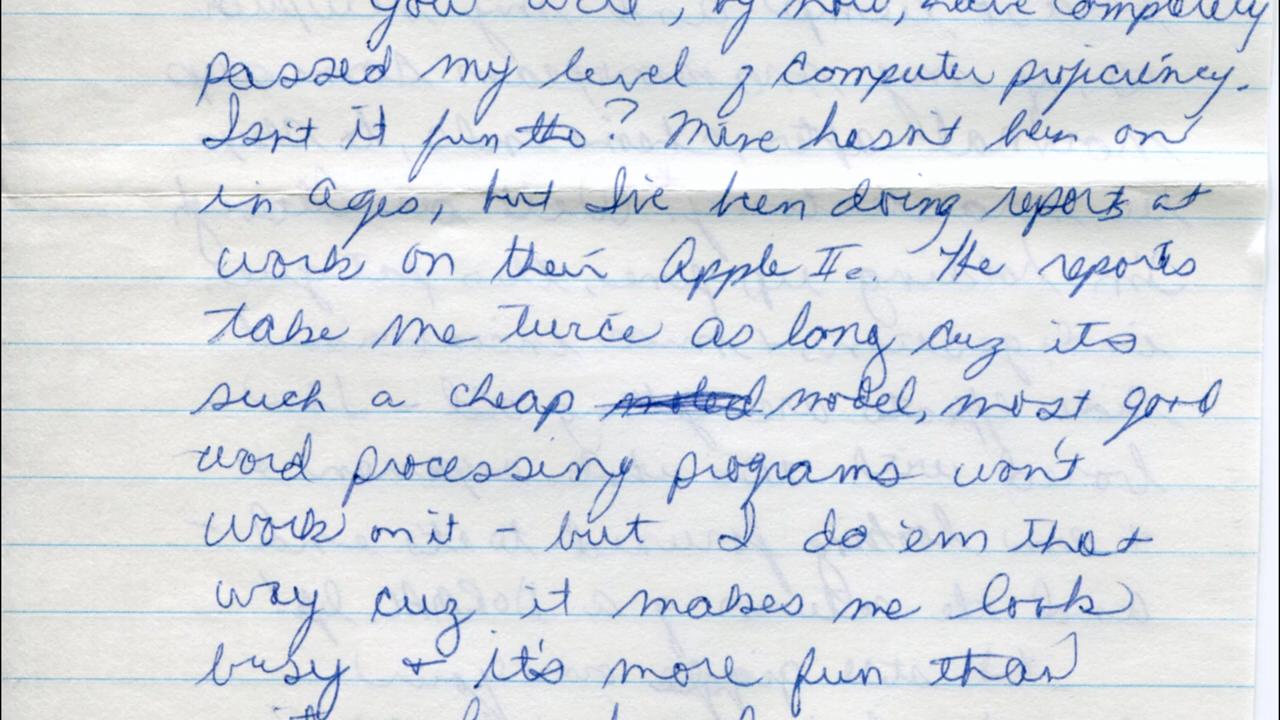 You will, by now, have completely
passed my level of computer proficiency.
Isn't it fun tho? Mine hasn't been on
in Ages, but I've been doing reports at
work on their Apple IIc. The reports
take me twice as long cuz its
such a cheap model, most good
word processing programs won't
work on it - but I do 'em that
way cuz it makes me look
busy & it's more fun than